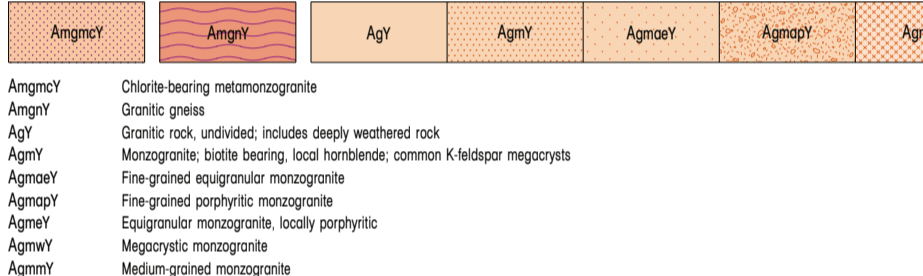 AmgmcY AmgnY AgY AgmY AgmaeY AgmapY
AmgmcY Chlorite-bearing metamonzogranite
AmgnY Granitic gneiss
AgY Granitic rock, undivided; includes deeply weathered rock
AgmY Monzogranite; biotite bearing, local hornblende; common K-feldspar megacrysts
AgmaeY Fine-grained equigranular monzogranite
AgmapY Fine-grained porphyritic monzogranite
AgmeY Equigranular monzogranite, locally porphyritic
AgmwY Megacrystic monzogranite
AgmmY Medium-grained monzogranite